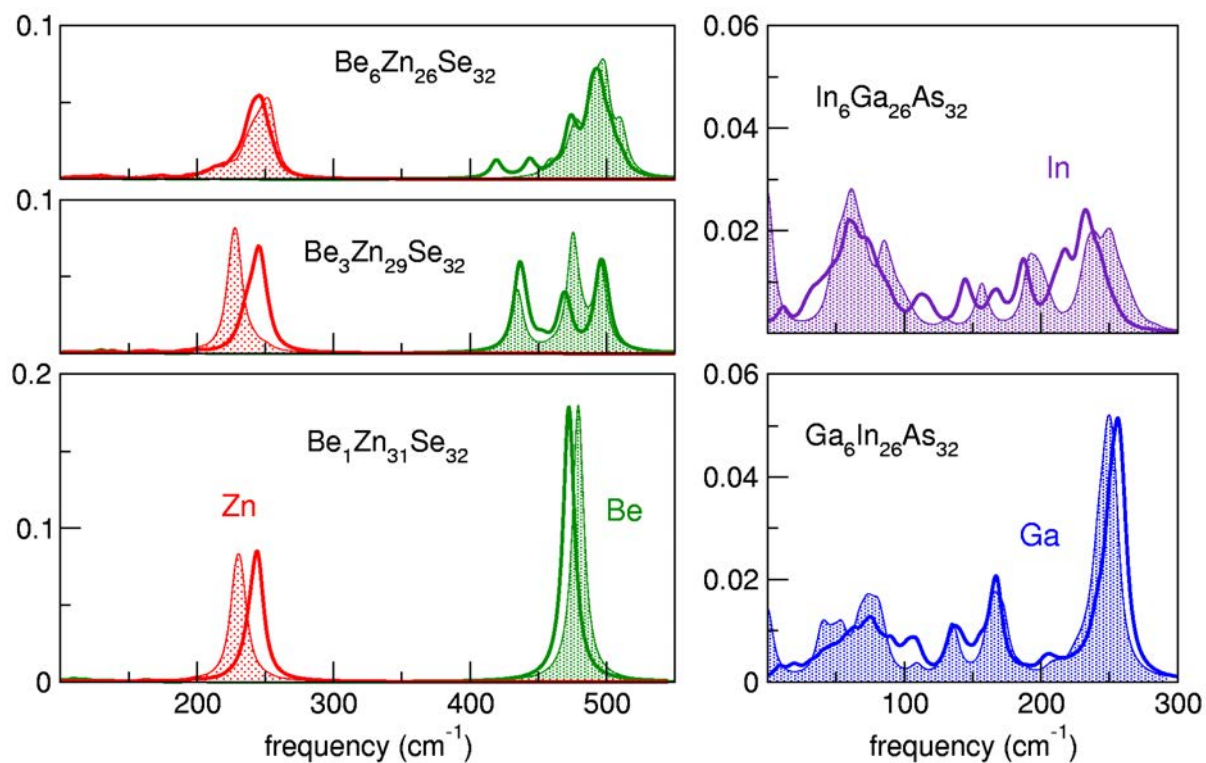 0.1
Be₆Zn₂₆Se₃₂
0.1
Be₃Zn₂₉Se₃₂
0.2
Be₁Zn₃₁Se₃₂
Zn
Be
0.1
0
200 300 400 500
frequency (cm⁻¹)
0.06
In₆Ga₂₆As₃₂
0.04
In
0.02
0.06
Ga₆In₂₆As₃₂
0.04
Ga
0.02
0
100 200 300
frequency (cm⁻¹)